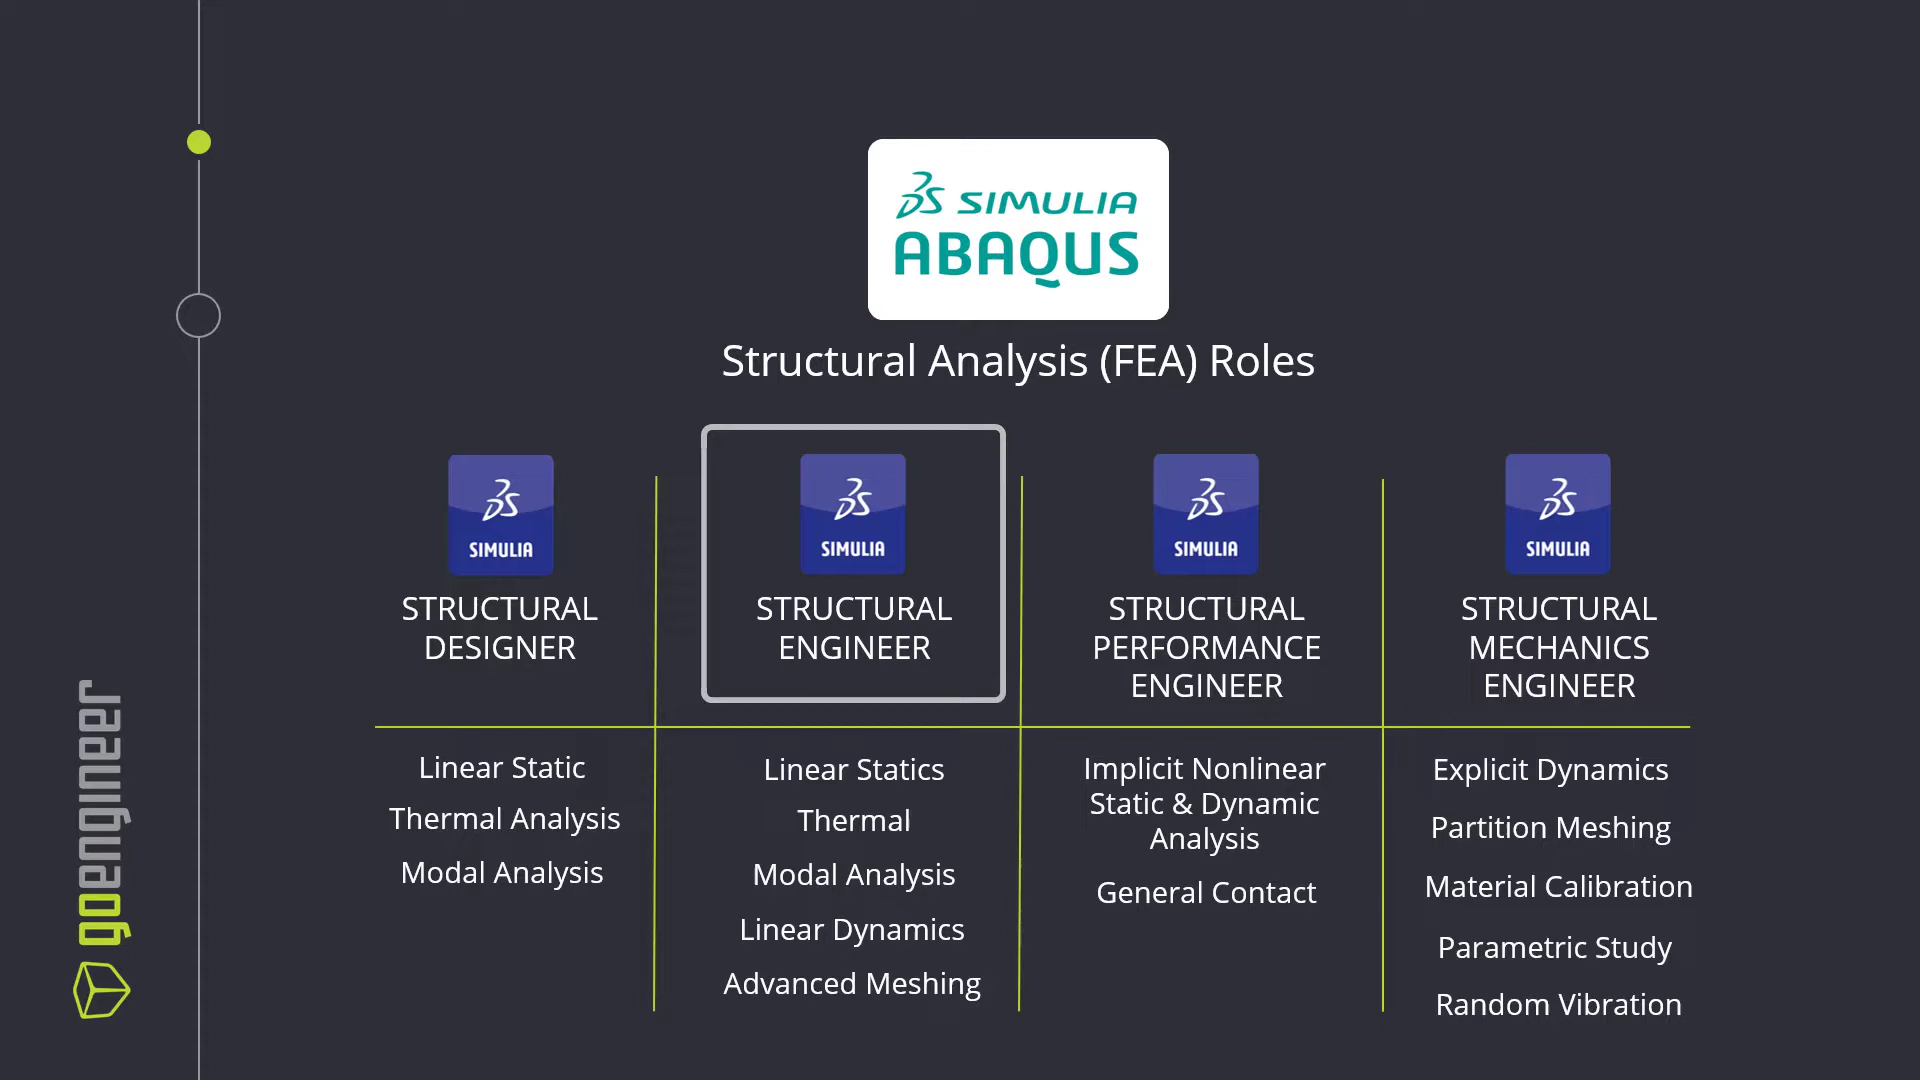 SIMULIA
ABAQUS
Structural Analysis (FEA) Roles
SIMULIA
STRUCTURAL
DESIGNER
Linear Static
Thermal Analysis
Modal Analysis
SIMULIA
STRUCTURAL
ENGINEER
Linear Statics
Thermal
Modal Analysis
Linear Dynamics
Advanced Meshing
SIMULIA
STRUCTURAL
PERFORMANCE
ENGINEER
Implicit Nonlinear
Static & Dynamic
Analysis
General Contact
SIMULIA
STRUCTURAL
MECHANICS
ENGINEER
Explicit Dynamics
Partition Meshing
Material Calibration
Parametric Study
Random Vibration
goengineer